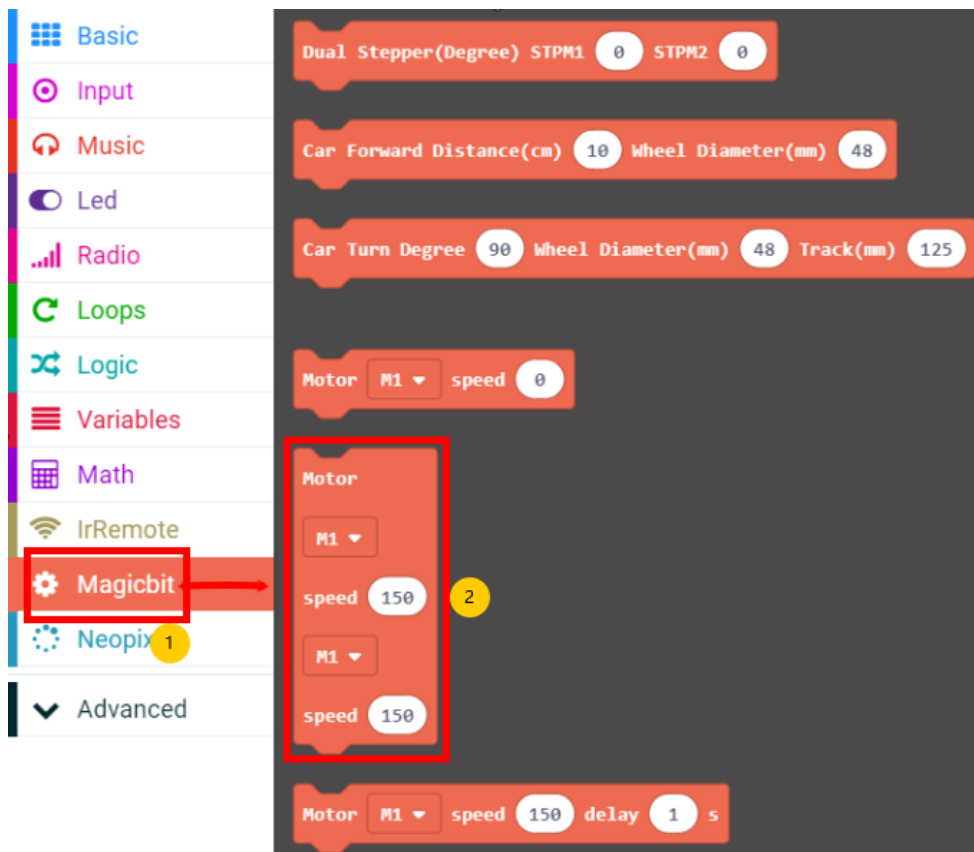 Basic
Input
Music
Led
Radio
Loops
Logic
Variables
Math
IrRemote
Magicbit
Neopix
1
Advanced
Dual Stepper(Degree) STPM1 0 STPM2 0
Car Forward Distance(cm) 10 Wheel Diameter(mm) 48
Car Turn Degree 90 Wheel Diameter(mm) 48 Track(mm) 125
Motor M1 speed 0
Motor
M1
speed 150
2
M1
speed 150
Motor M1 speed 150 delay 1 s